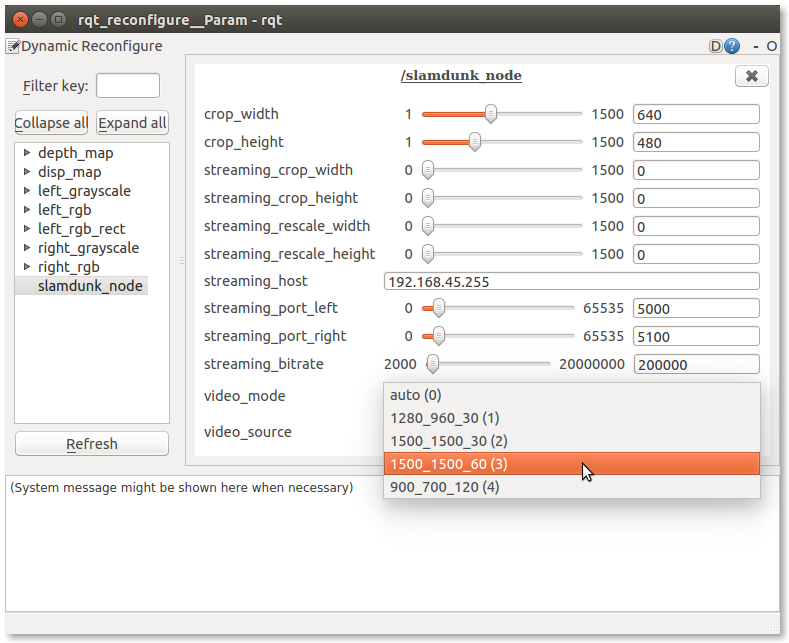 rqt_reconfigure__Param - rqt
Dynamic Reconfigure
D ? - O
Filter key:
Collapse all Expand all
depth_map
disp_map
left_grayscale
left_rgb
left_rgb_rect
right_grayscale
right_rgb
slamdunk_node
Refresh
/slamdunk_node
crop_width 1 1500 640
crop_height 1 1500 480
streaming_crop_width 0 1500 0
streaming_crop_height 0 1500 0
streaming_rescale_width 0 1500 0
streaming_rescale_height 0 1500 0
streaming_host 192.168.45.255
streaming_port_left 0 65535 5000
streaming_port_right 0 65535 5100
streaming_bitrate 2000 20000000 200000
video_mode
video_source
auto (0)
1280_960_30 (1)
1500_1500_30 (2)
1500_1500_60 (3)
900_700_120 (4)
(System message might be shown here when necessary)